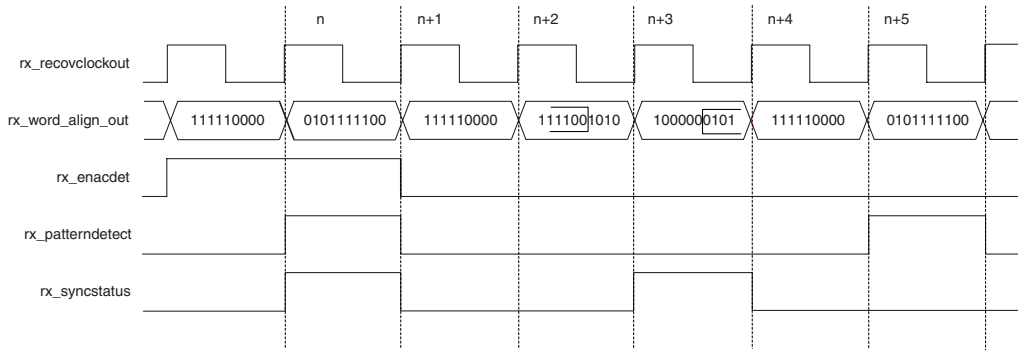 n n+1 n+2 n+3 n+4 n+5
rx_recovclockout
rx_word_align_out 111110000 0101111100 111110000 1111001010 1000000101 111110000 0101111100
rx_enacdet
rx_patterndetect
rx_syncstatus